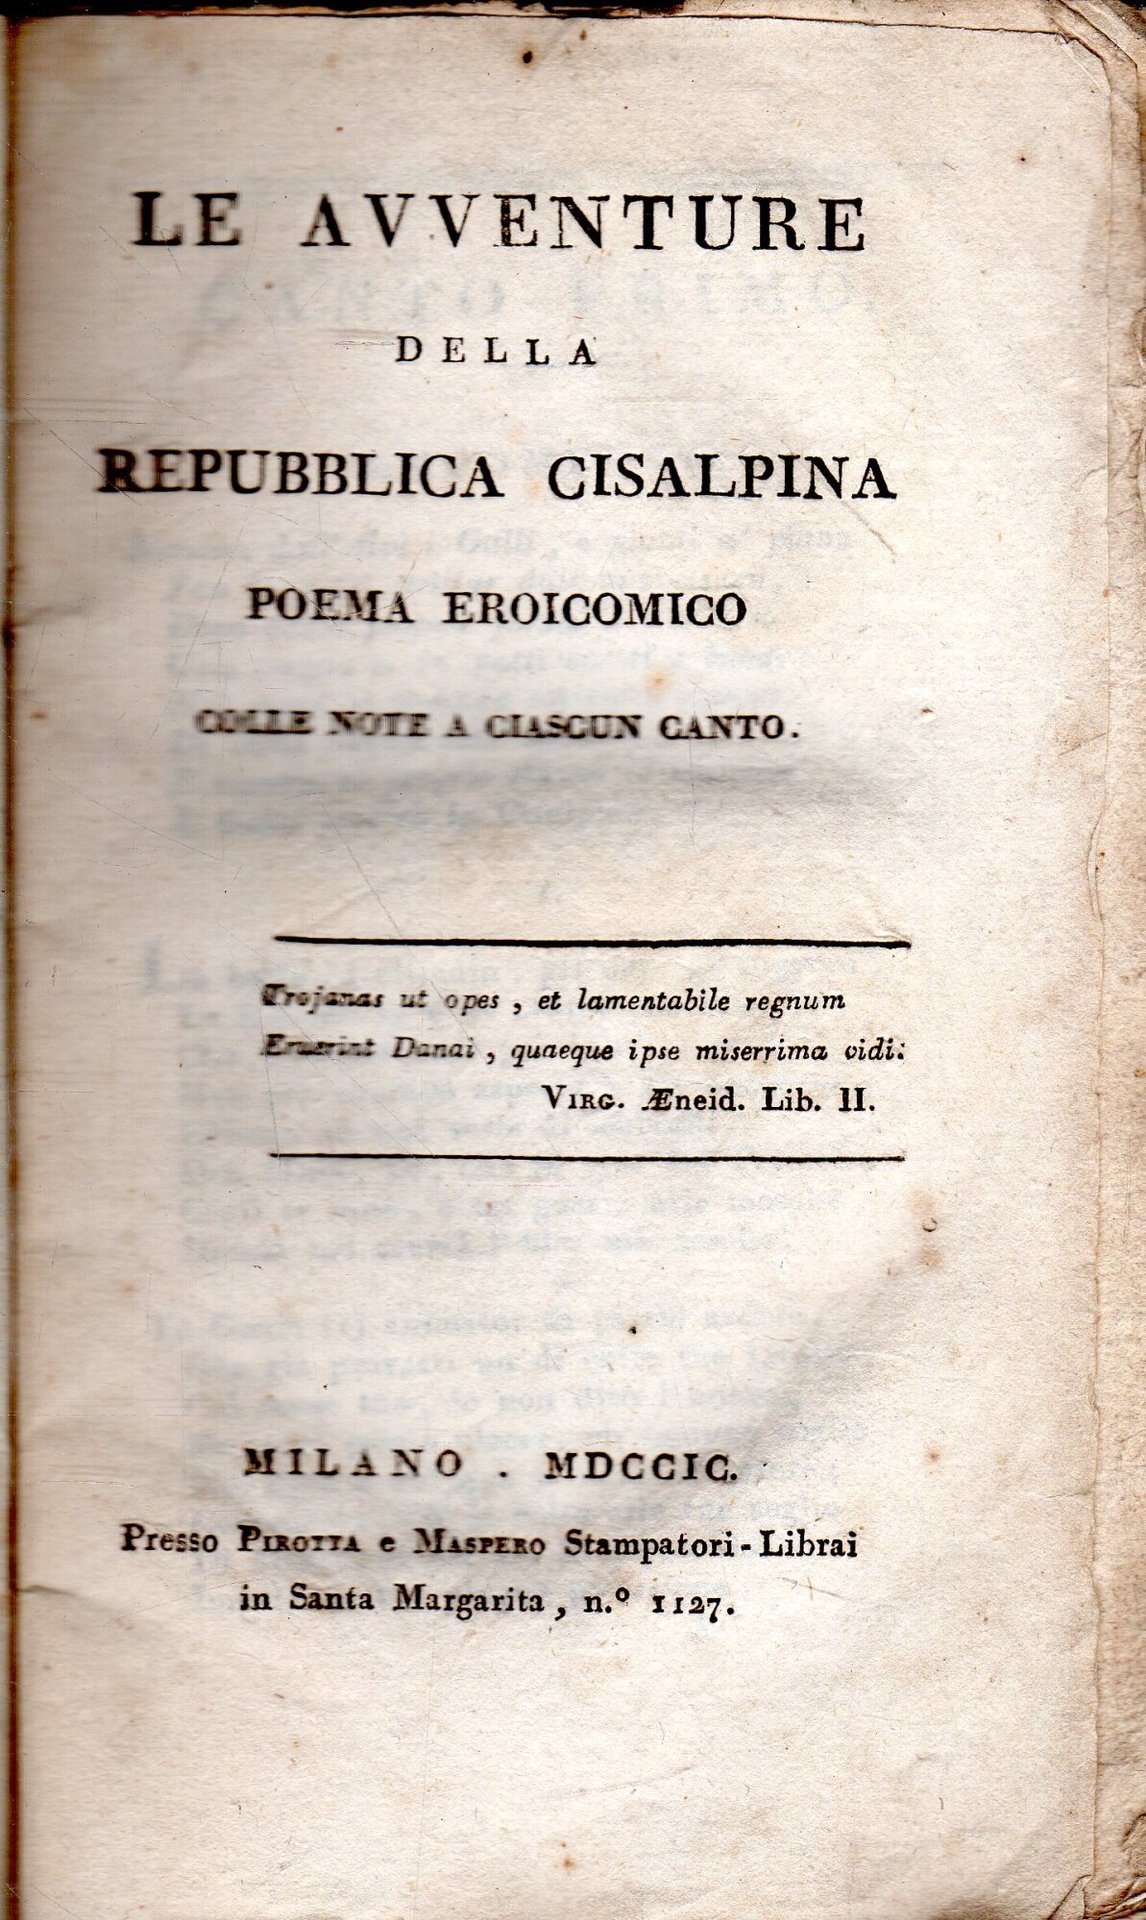 LE AVVENTURE
DELLA
REPUBBLICA CISALPINA
POEMA EROICOMICO
COLLE NOTE A CIASCUN CANTO.
Trojanas ut opes, et lamentabile regnum
Eruerint Danai, quaeque ipse miserrima vidi:
VIRG. Æneid. Lib. II.
MILANO. MDCCIC.
Presso PIROTTA e MASPERO Stampatori-Librai
in Santa Margarita, n.º 1127.